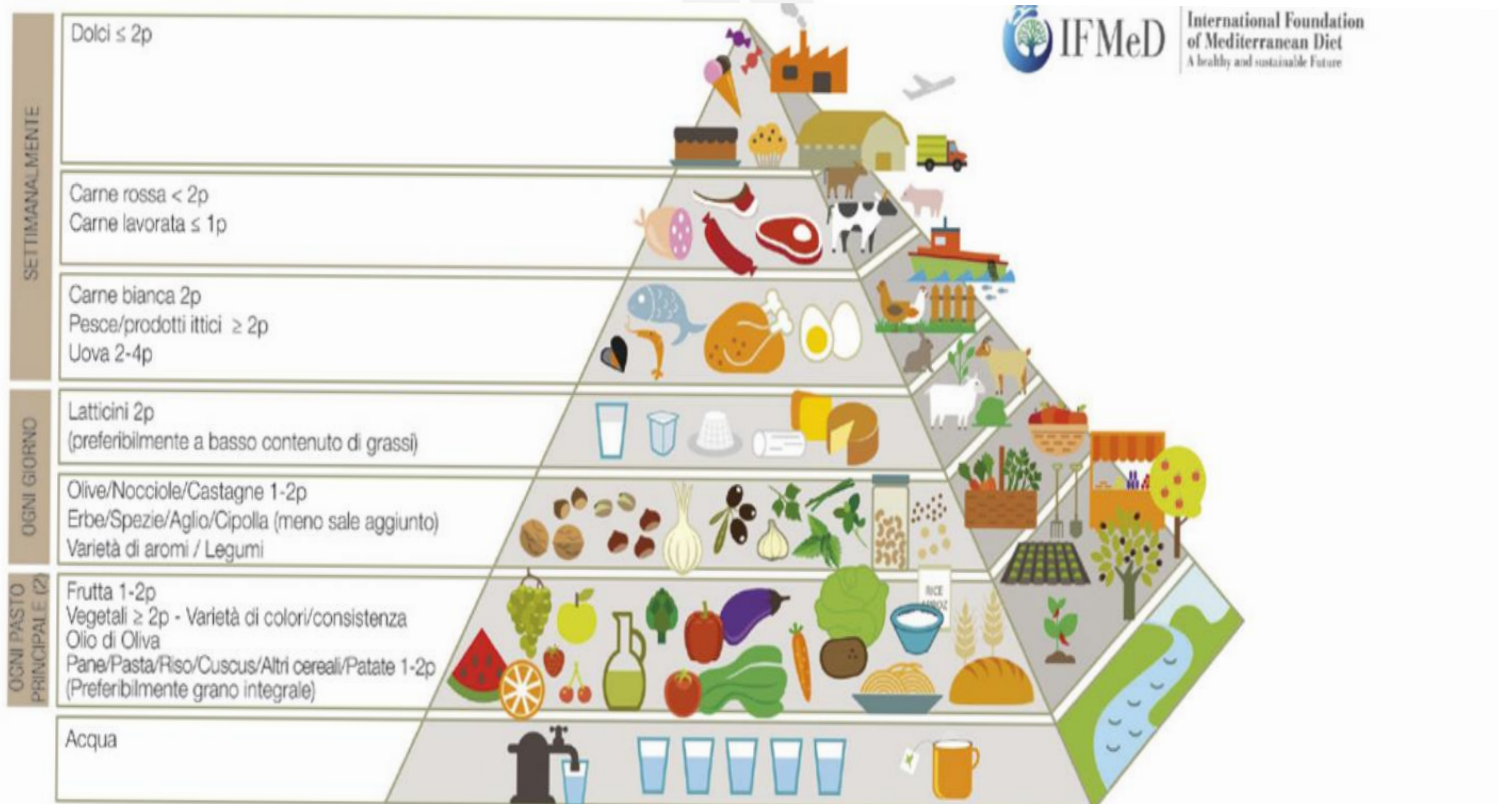 IFMeD
International Foundation
of Mediterranean Diet
A healthy and sustainable Future
SETTIMANALMENTE
Dolci ≤ 2p
Carne rossa < 2p
Carne lavorata ≤ 1p
Carne bianca 2p
Pesce/prodotti ittici ≥ 2p
Uova 2-4p
OGNI GIORNO
Latticini 2p
(preferibilmente a basso contenuto di grassi)
Olive/Nocciole/Castagne 1-2p
Erbe/Spezie/Aglio/Cipolla (meno sale aggiunto)
Varietà di aromi / Legumi
OGNI PASTO
PRINCIPALE (2)
Frutta 1-2p
Vegetali ≥ 2p - Varietà di colori/consistenza
Olio di Oliva
Pane/Pasta/Riso/Cuscus/Altri cereali/Patate 1-2p
(Preferibilmente grano integrale)
RICE
Acqua